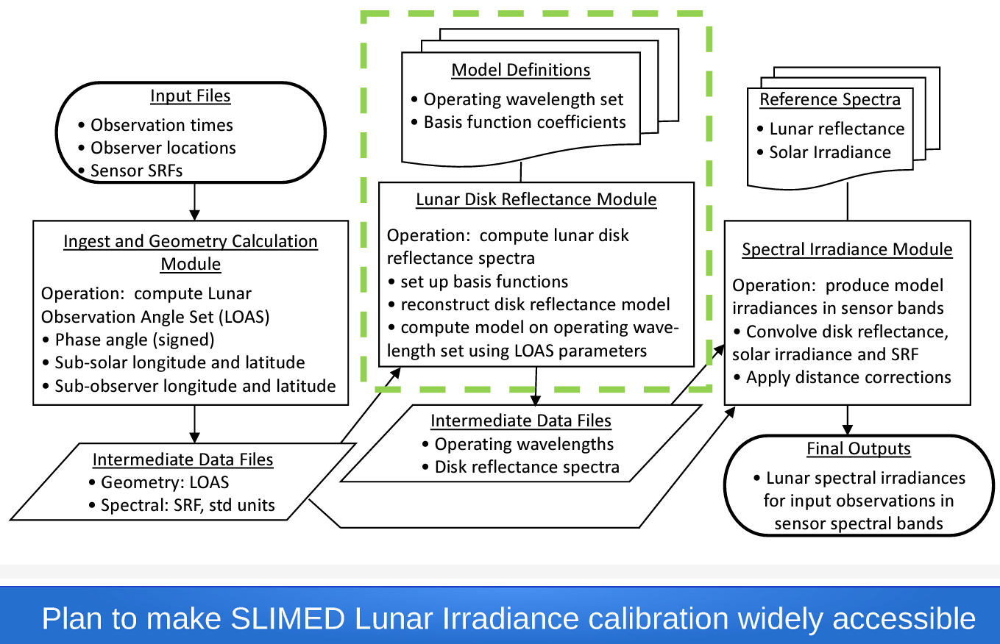 Input Files
• Observation times
• Observer locations
• Sensor SRFs
Ingest and Geometry Calculation
Module
Operation: compute Lunar
Observation Angle Set (LOAS)
• Phase angle (signed)
• Sub-solar longitude and latitude
• Sub-observer longitude and latitude
Intermediate Data Files
• Geometry: LOAS
• Spectral: SRF, std units
Model Definitions
• Operating wavelength set
• Basis function coefficients
Lunar Disk Reflectance Module
Operation: compute lunar disk
reflectance spectra
• set up basis functions
• reconstruct disk reflectance model
• compute model on operating wave-
length set using LOAS parameters
Intermediate Data Files
• Operating wavelengths
• Disk reflectance spectra
Reference Spectra
• Lunar reflectance
• Solar Irradiance
Spectral Irradiance Module
Operation: produce model
irradiances in sensor bands
• Convolve disk reflectance,
solar irradiance and SRF
• Apply distance corrections
Final Outputs
• Lunar spectral irradiances
for input observations in
sensor spectral bands
Plan to make SLIMED Lunar Irradiance calibration widely accessible